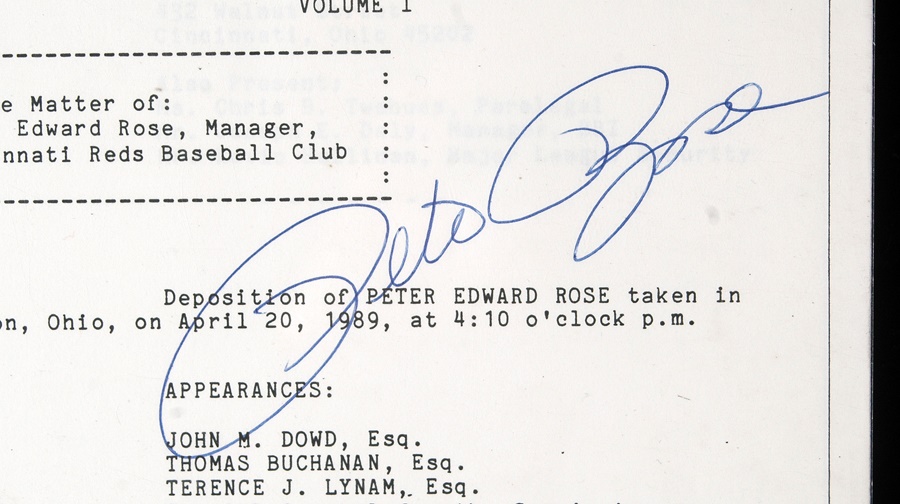 VOLUME I
e Matter of: :
Edward Rose, Manager, :
nnati Reds Baseball Club :
Pete Rose
Deposition of PETER EDWARD ROSE taken in
on, Ohio, on April 20, 1989, at 4:10 o'clock p.m.
APPEARANCES:
JOHN M. DOWD, Esq.
THOMAS BUCHANAN, Esq.
TERENCE J. LYNAM, Esq.